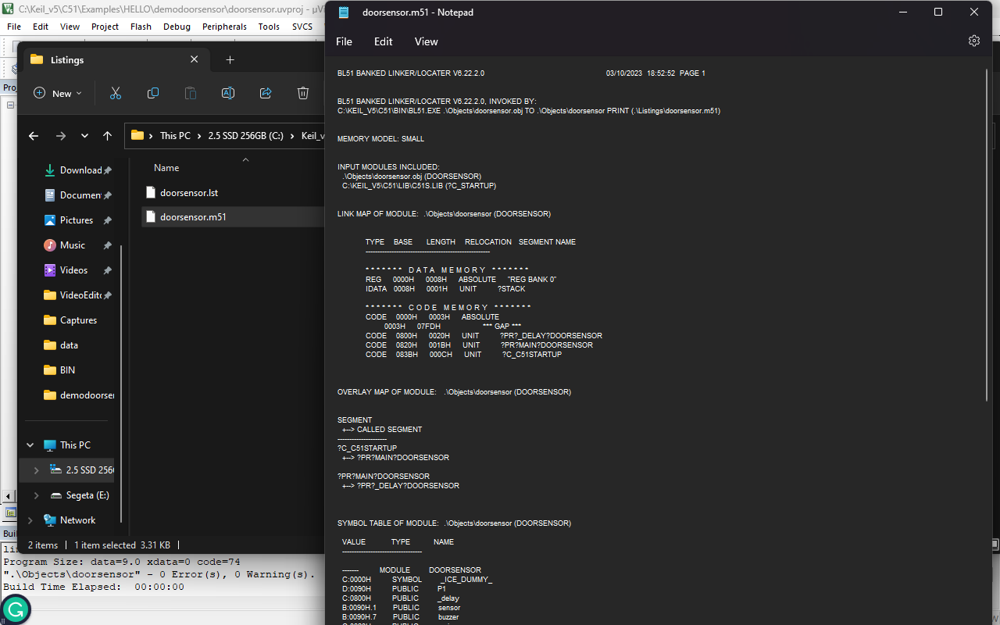 C:\Keil_v5\C51\Examples\HELLO\demodoorsensor\doorsensor.uvproj - µVi
File Edit View Project Flash Debug Peripherals Tools SVCS
Listings
New
This PC > 2.5 SSD 256GB (C:) > Keil_v
Name
doorsensor.lst
doorsensor.m51
Download
Documen
Pictures
Music
Videos
VideoEdito
Captures
data
BIN
demodoorsen
This PC
2.5 SSD 256
Segeta (E:)
Network
2 items | 1 item selected 3.31 KB |
Program Size: data=9.0 xdata=0 code=74
".\Objects\doorsensor" - 0 Error(s), 0 Warning(s).
Build Time Elapsed:  00:00:00
doorsensor.m51 - Notepad
File Edit View
BL51 BANKED LINKER/LOCATER V6.22.2.0 03/10/2023 18:52:52 PAGE 1
BL51 BANKED LINKER/LOCATER V6.22.2.0, INVOKED BY:
C:\KEIL_V5\C51\BIN\BL51.EXE .\Objects\doorsensor.obj TO .\Objects\doorsensor PRINT (.\Listings\doorsensor.m51)
MEMORY MODEL: SMALL
INPUT MODULES INCLUDED:
.\Objects\doorsensor.obj (DOORSENSOR)
C:\KEIL_V5\C51\LIB\C51S.LIB (?C_STARTUP)
LINK MAP OF MODULE: .\Objects\doorsensor (DOORSENSOR)
TYPE BASE LENGTH RELOCATION SEGMENT NAME
-----------------------------------------------------
* * * * * * * D A T A M E M O R Y * * * * * * *
REG 0000H 0008H ABSOLUTE "REG BANK 0"
IDATA 0008H 0001H UNIT ?STACK
* * * * * * * C O D E M E M O R Y * * * * * * *
CODE 0000H 0003H ABSOLUTE
0003H 07FDH *** GAP ***
CODE 0800H 0020H UNIT ?PR?_DELAY?DOORSENSOR
CODE 0820H 001BH UNIT ?PR?MAIN?DOORSENSOR
CODE 083BH 000CH UNIT ?C_C51STARTUP
OVERLAY MAP OF MODULE: .\Objects\doorsensor (DOORSENSOR)
SEGMENT
+--> CALLED SEGMENT
---------------------
?C_C51STARTUP
+--> ?PR?MAIN?DOORSENSOR
?PR?MAIN?DOORSENSOR
+--> ?PR?_DELAY?DOORSENSOR
SYMBOL TABLE OF MODULE: .\Objects\doorsensor (DOORSENSOR)
VALUE TYPE NAME
----------------------------------
------- MODULE DOORSENSOR
C:0000H SYMBOL _ICE_DUMMY_
D:0090H PUBLIC P1
C:0800H PUBLIC _delay
B:0090H.1 PUBLIC sensor
B:0090H.7 PUBLIC buzzer